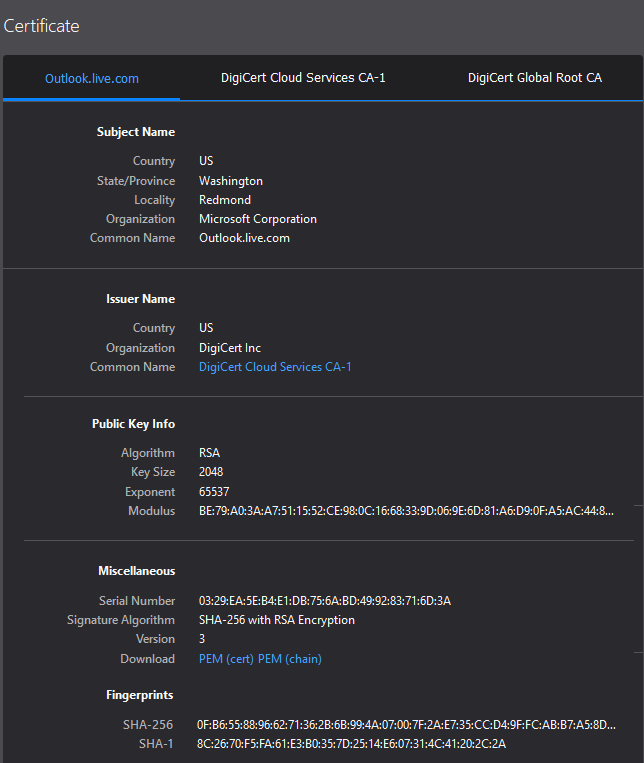 Certificate
Outlook.live.com DigiCert Cloud Services CA-1 DigiCert Global Root CA
Subject Name
Country US
State/Province Washington
Locality Redmond
Organization Microsoft Corporation
Common Name Outlook.live.com
Issuer Name
Country US
Organization DigiCert Inc
Common Name DigiCert Cloud Services CA-1
Public Key Info
Algorithm RSA
Key Size 2048
Exponent 65537
Modulus BE:79:A0:3A:A7:51:15:52:CE:98:0C:16:68:33:9D:06:9E:6D:81:A6:D9:0F:A5:AC:44:8...
Miscellaneous
Serial Number 03:29:EA:5E:B4:E1:DB:75:6A:BD:49:92:83:71:6D:3A
Signature Algorithm SHA-256 with RSA Encryption
Version 3
Download PEM (cert) PEM (chain)
Fingerprints
SHA-256 0F:B6:55:88:96:62:71:36:2B:6B:99:4A:07:00:7F:2A:E7:35:CC:D4:9F:FC:AB:B7:A5:8D...
SHA-1 8C:26:70:F5:FA:61:E3:B0:35:7D:25:14:E6:07:31:4C:41:20:2C:2A